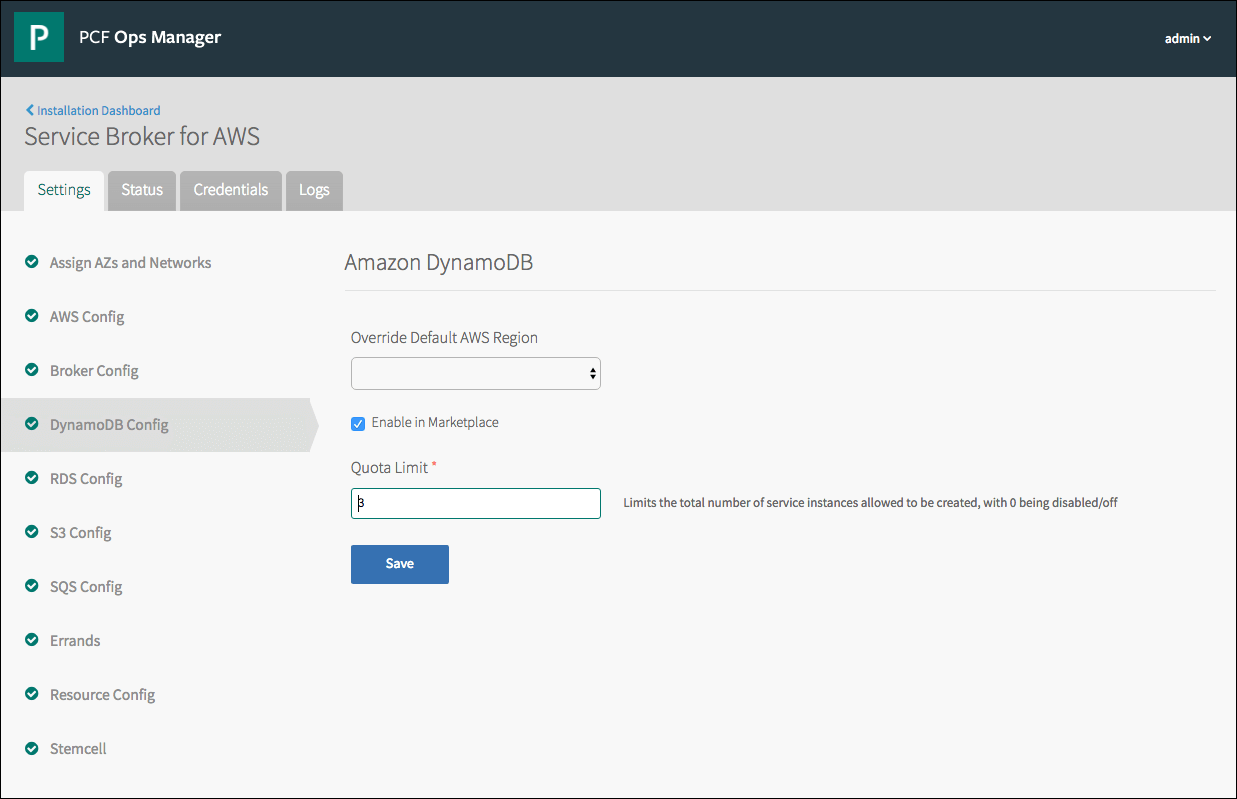 P
PCF Ops Manager
admin
Installation Dashboard
Service Broker for AWS
Settings
Status
Credentials
Logs
Assign AZs and Networks
AWS Config
Broker Config
DynamoDB Config
RDS Config
S3 Config
SQS Config
Errands
Resource Config
Stemcell
Amazon DynamoDB
Override Default AWS Region
Enable in Marketplace
Quota Limit *
3
Limits the total number of service instances allowed to be created, with 0 being disabled/off
Save